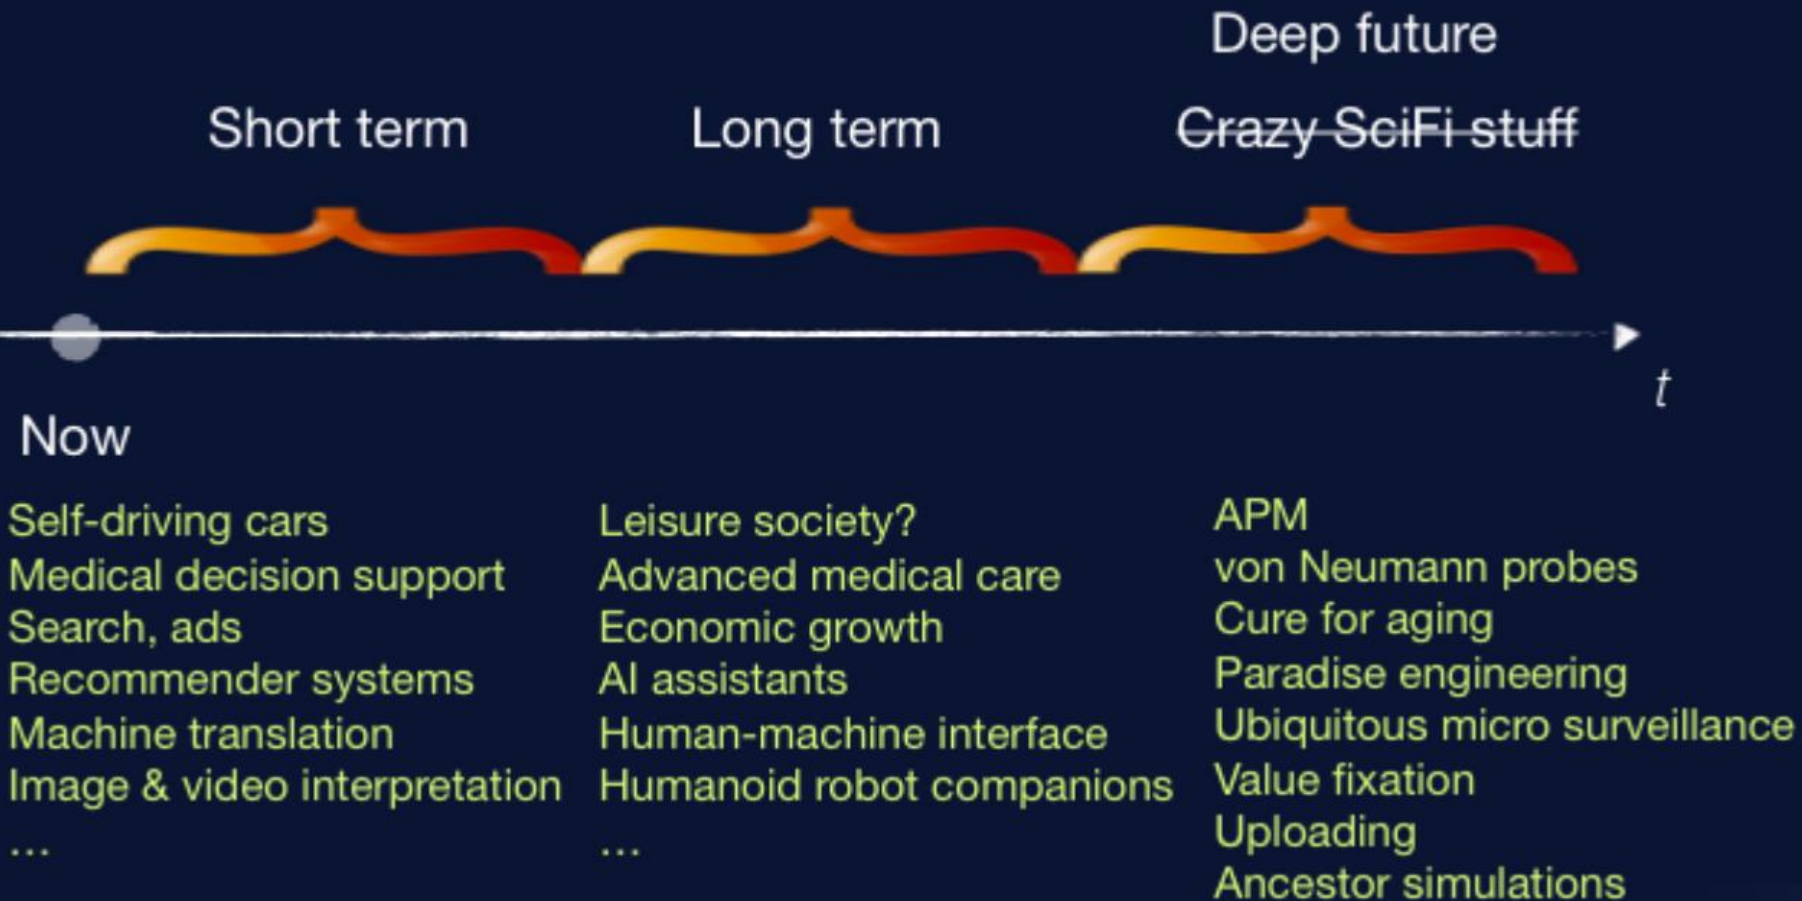 Deep future
Short term
Long term
Crazy SciFi stuff
t
Now
Self-driving cars
Medical decision support
Search, ads
Recommender systems
Machine translation
Image & video interpretation
...
Leisure society?
Advanced medical care
Economic growth
AI assistants
Human-machine interface
Humanoid robot companions
...
APM
von Neumann probes
Cure for aging
Paradise engineering
Ubiquitous micro surveillance
Value fixation
Uploading
Ancestor simulations